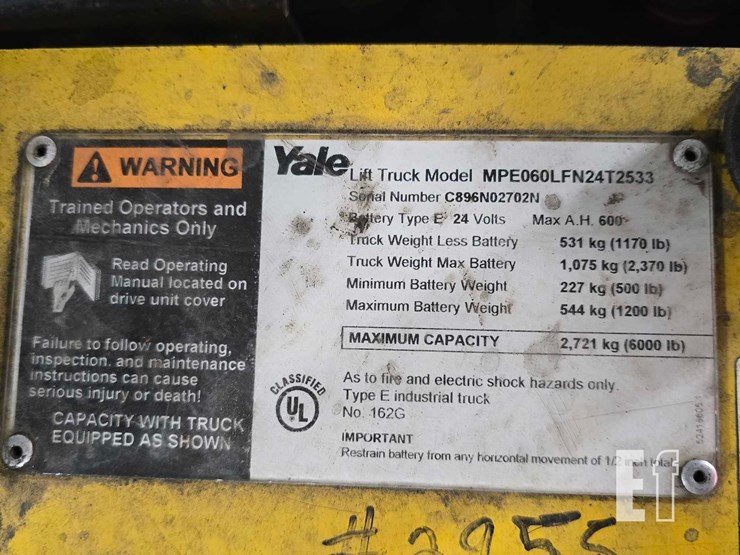 WARNING
Trained Operators and
Mechanics Only
Read Operating
Manual located on
drive unit cover
Failure to follow operating,
inspection, and maintenance
instructions can cause
serious injury or death!
CAPACITY WITH TRUCK
EQUIPPED AS SHOWN
Yale Lift Truck Model MPE060LFN24T2533
Serial Number C896N02702N
Battery Type E 24 Volts Max A.H. 600
Truck Weight Less Battery 531 kg (1170 lb)
Truck Weight Max Battery 1,075 kg (2,370 lb)
Minimum Battery Weight 227 kg (500 lb)
Maximum Battery Weight 544 kg (1200 lb)
MAXIMUM CAPACITY 2,721 kg (6000 lb)
CLASSIFIED
UL
As to fire and electric shock hazards only.
Type E industrial truck
No. 162G
IMPORTANT
Restrain battery from any horizontal movement of 1/2 inch total
Ef